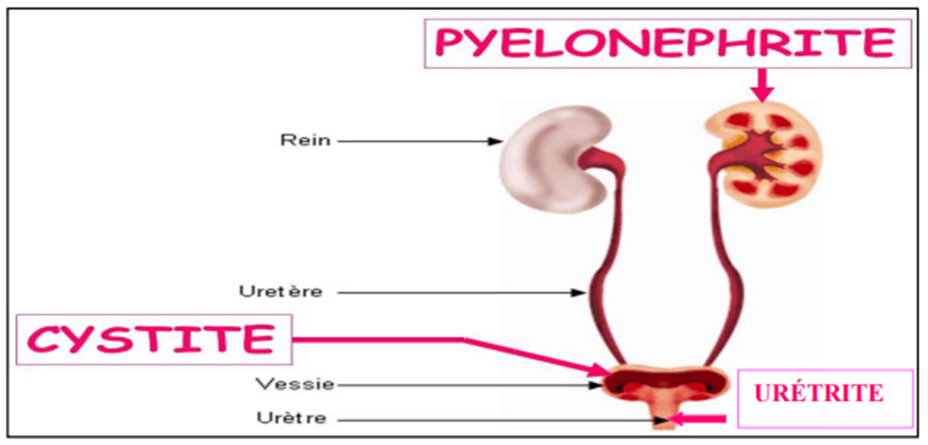 PYELONEPHRITE
Rein
Uretère
CYSTITE
Vessie
URÉTRITE
Urètre